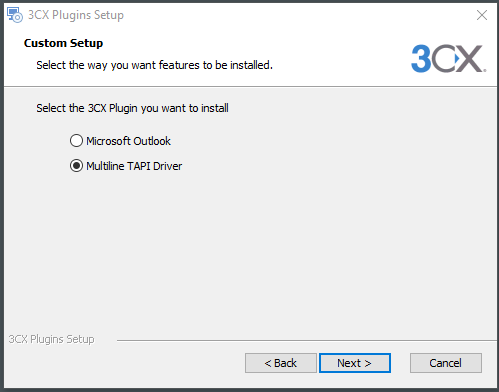 3CX Plugins Setup
Custom Setup
Select the way you want features to be installed.
3CX.
Select the 3CX Plugin you want to install
Microsoft Outlook
Multiline TAPI Driver
3CX Plugins Setup
< Back
Next >
Cancel